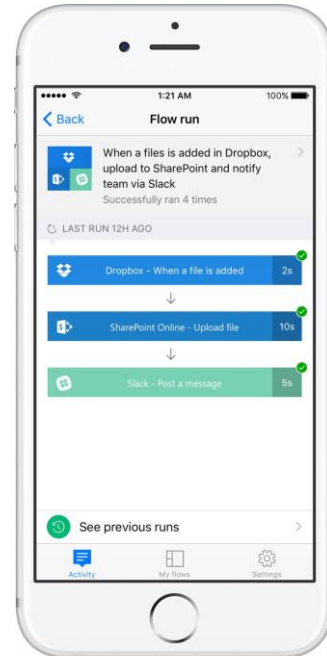 1:21 AM
100%
Back
Flow run
When a files is added in Dropbox,
upload to SharePoint and notify
team via Slack
Successfully ran 4 times
LAST RUN 12H AGO
Dropbox - When a file is added
2s
SharePoint Online - Upload file
10s
Slack - Post a message
5s
See previous runs
Activity
My flows
Settings